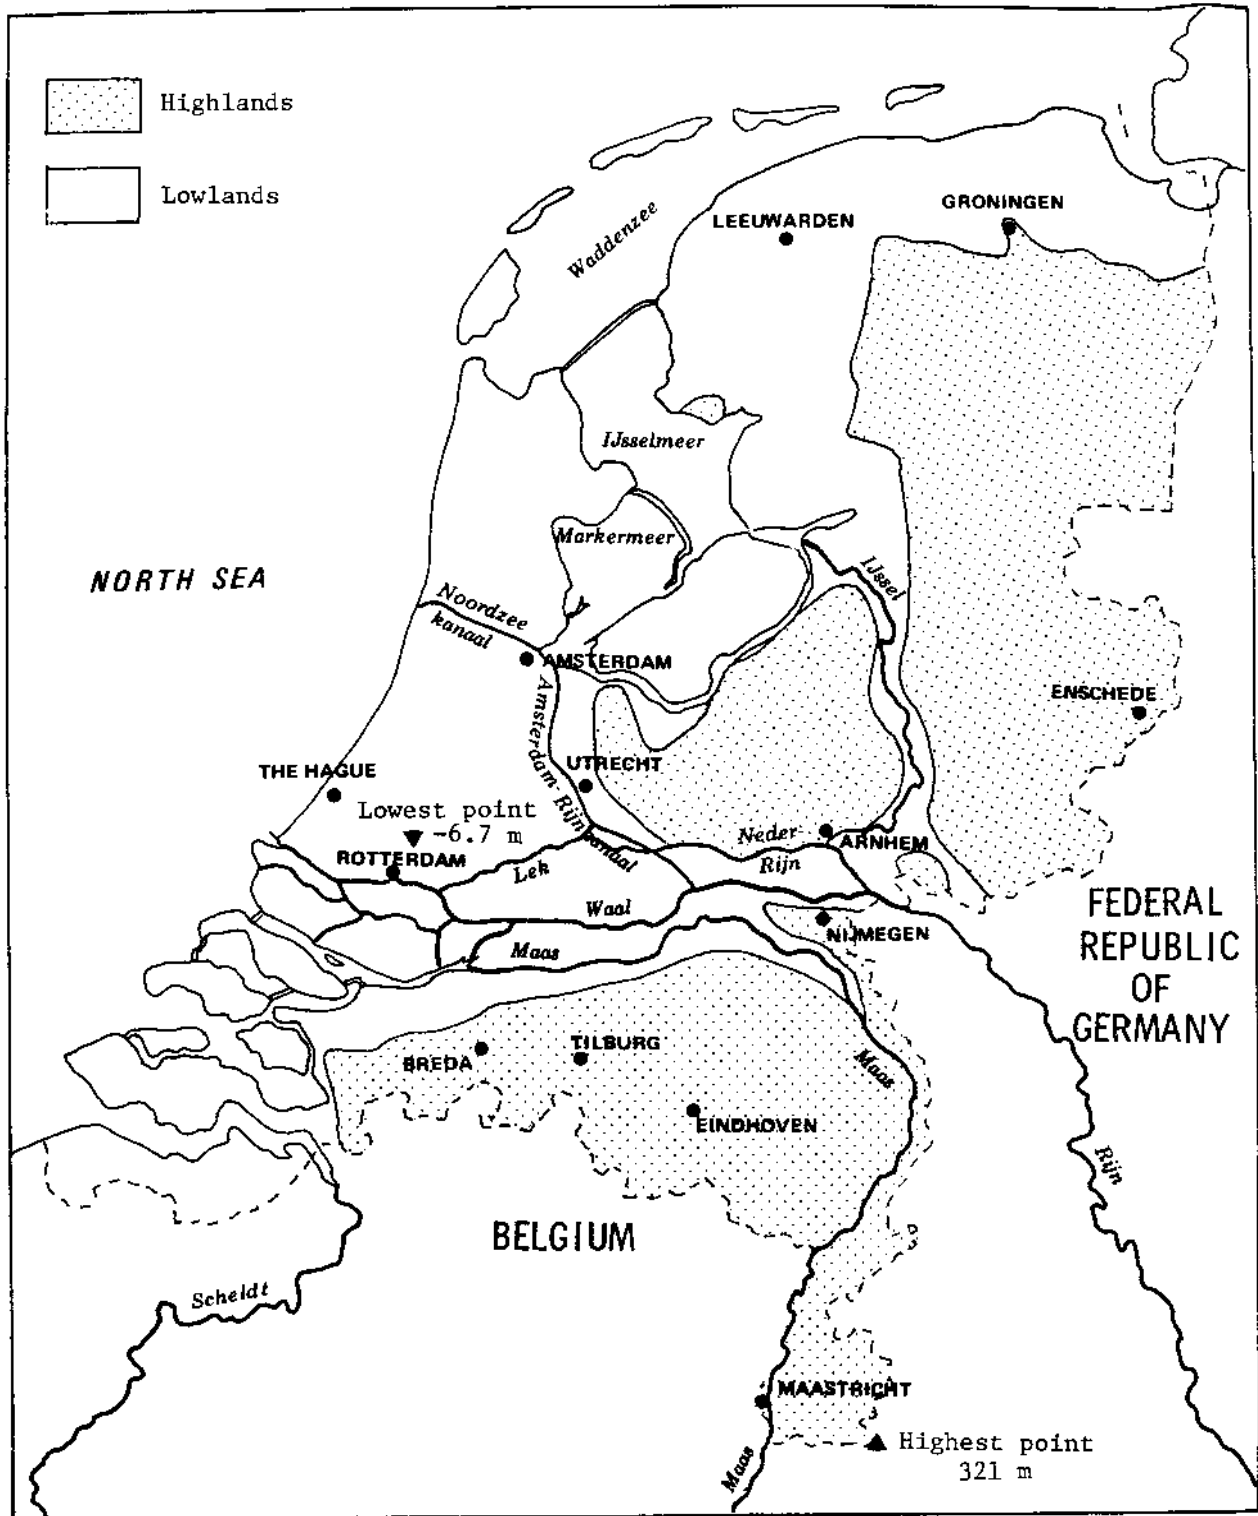 Highlands
Lowlands
Waddenzee
LEEUWARDEN
GRONINGEN
IJsselmeer
Markermeer
IJssel
NORTH SEA
Noordzee
kanaal
AMSTERDAM
Amsterdam-Rijn kanaal
ENSCHEDE
UTRECHT
THE HAGUE
Lowest point
-6.7 m
ROTTERDAM
Neder
Rijn
ARNHEM
Lek
Waal
Maas
NIJMEGEN
FEDERAL
REPUBLIC
OF
GERMANY
BREDA
TILBURG
Maas
EINDHOVEN
Rijn
BELGIUM
Scheldt
MAASTRICHT
Highest point
321 m
Maas